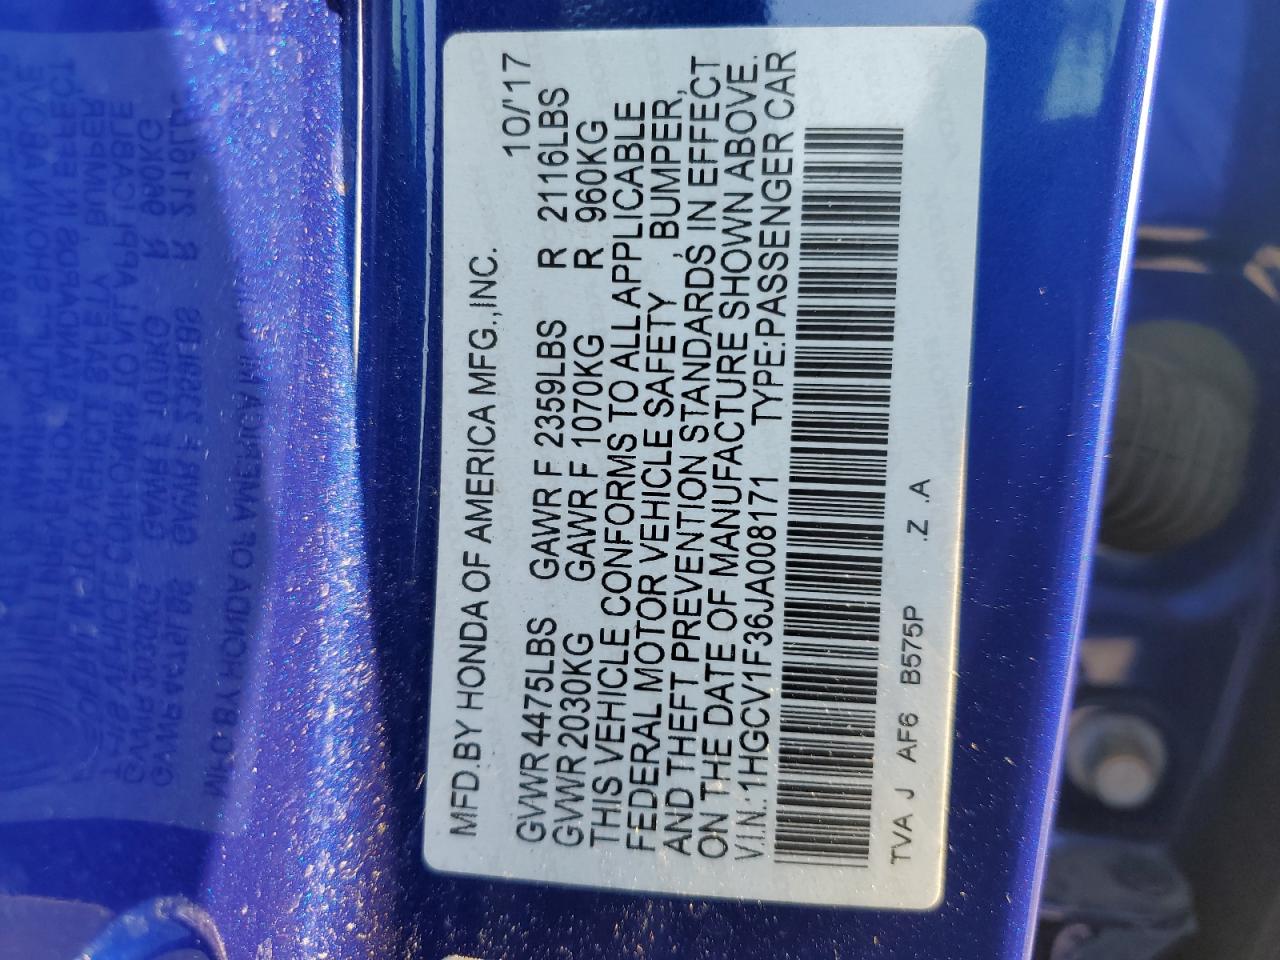 MFD.BY HONDA OF AMERICA MFG.,INC. 10/'17
GVWR 4475LBS GAWR F 2359LBS R 2116LBS
GVWR 2030KG GAWR F 1070KG R 960KG
THIS VEHICLE CONFORMS TO ALL APPLICABLE
FEDERAL MOTOR VEHICLE SAFETY, BUMPER,
AND THEFT PREVENTION STANDARDS IN EFFECT
ON THE DATE OF MANUFACTURE SHOWN ABOVE.
V.I.N.:1HGCV1F36JA008171 TYPE:PASSENGER CAR
TVA J AF6 B575P .Z .A